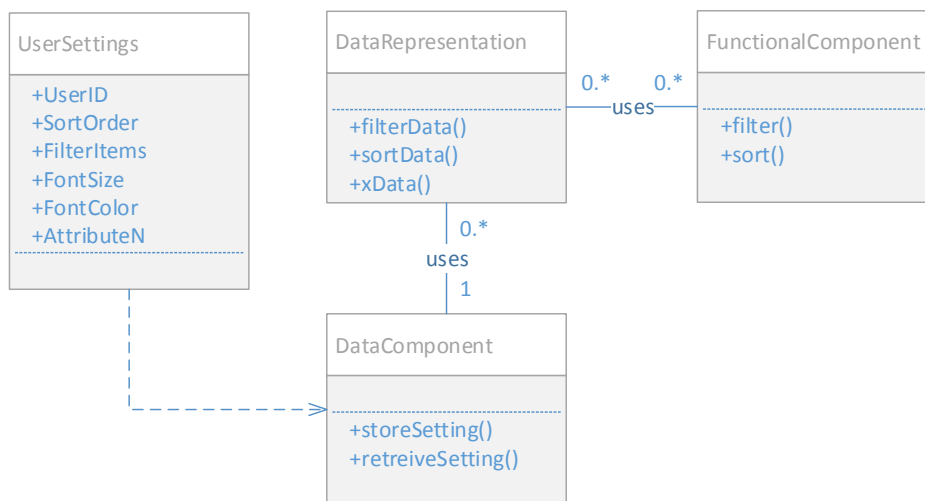 UserSettings
+UserID
+SortOrder
+FilterItems
+FontSize
+FontColor
+AttributeN
DataRepresentation
+filterData()
+sortData()
+xData()
0.*
uses
0.*
FunctionalComponent
+filter()
+sort()
0.*
uses
1
DataComponent
+storeSetting()
+retreiveSetting()